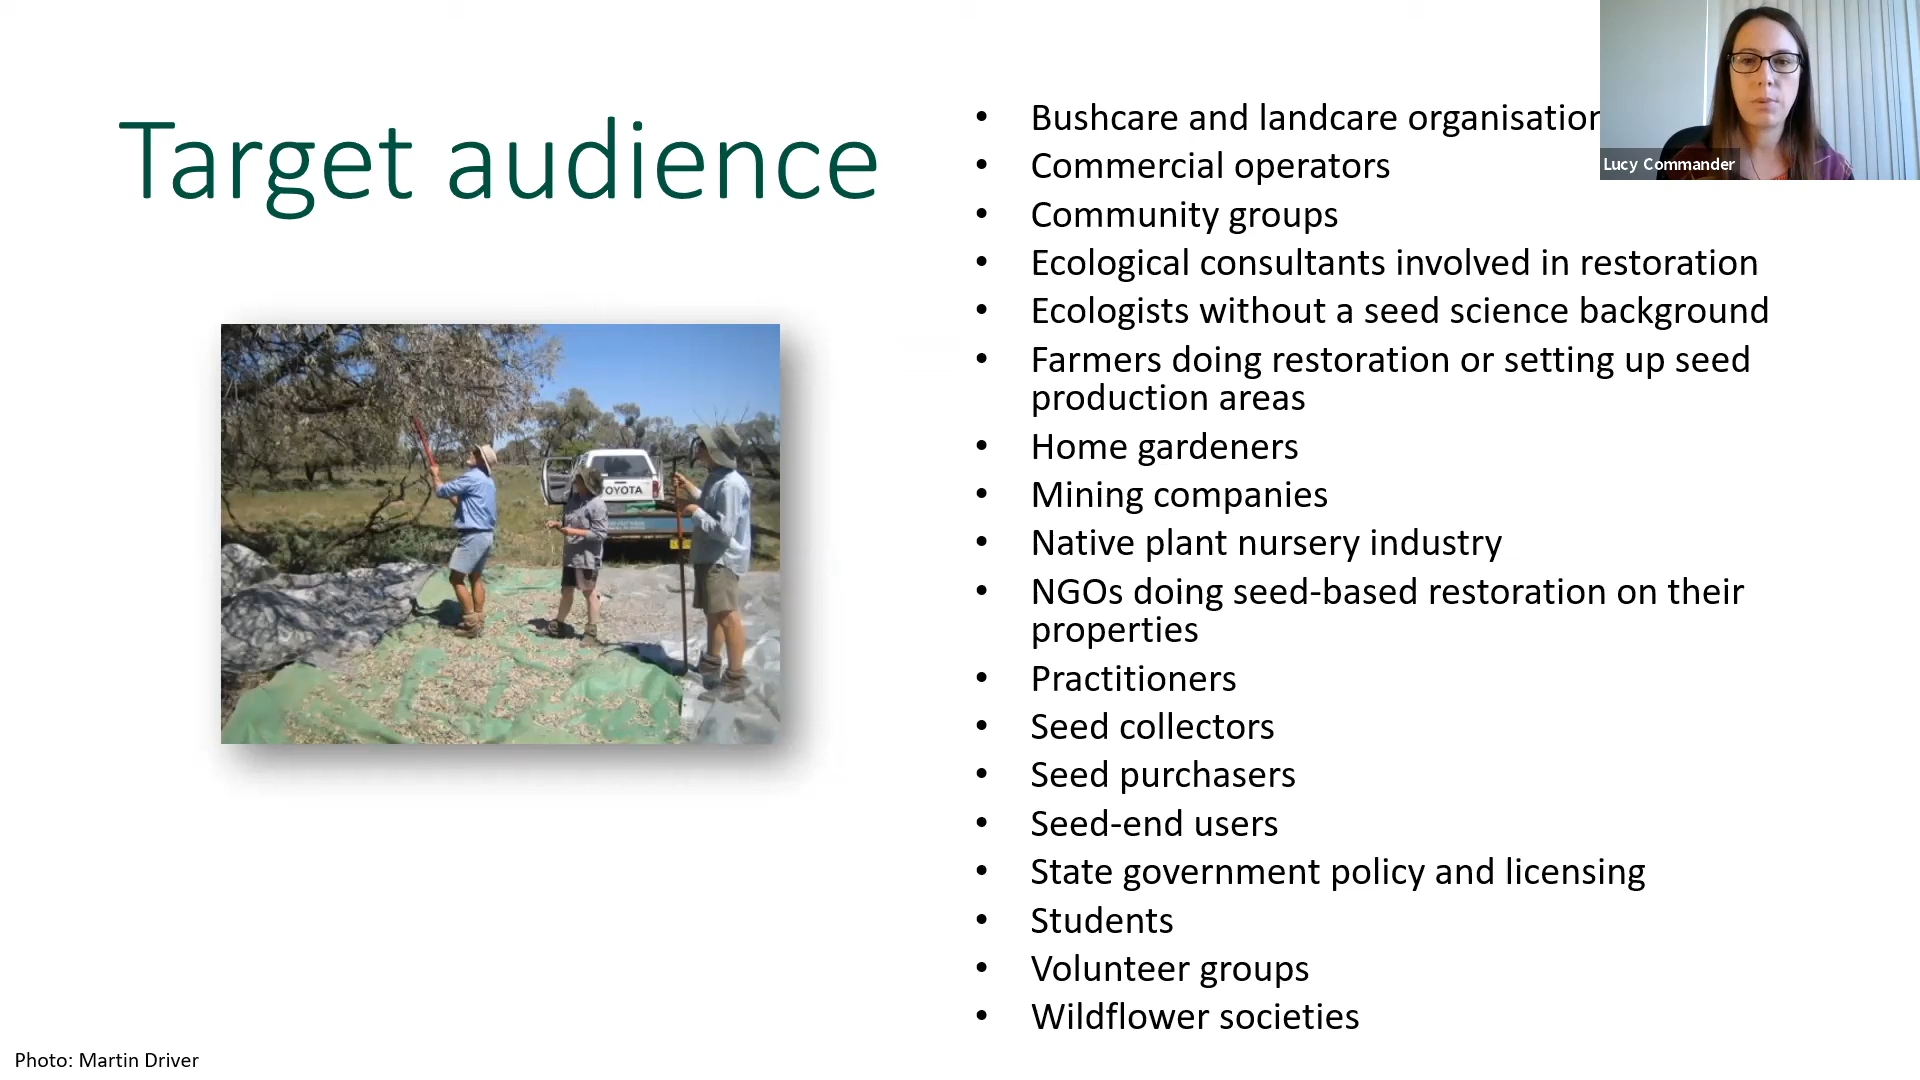 Target audience
• Bushcare and landcare
• Commercial operators
• Community groups
• Ecological consultants involved in restoration
• Ecologists without a seed science background
• Farmers doing restoration or setting up seed
production areas
• Home gardeners
• Mining companies
• Native plant nursery industry
• NGOs doing seed-based restoration on their
properties
• Practitioners
• Seed collectors
• Seed purchasers
• Seed-end users
• State government policy and licensing
• Students
• Volunteer groups
• Wildflower societies
Lucy Commander
Photo: Martin Driver